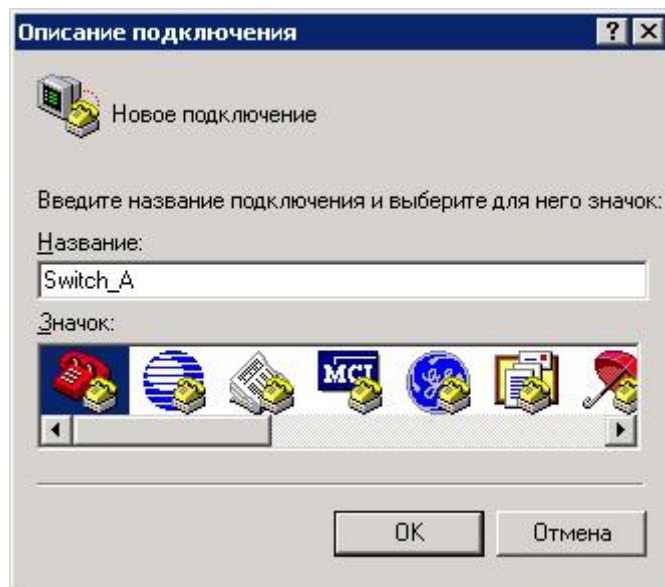 Описание подключения
Новое подключение
Введите название подключения и выберите для него значок:
Название:
Switch_A
Значок:
MCI
OK
Отмена